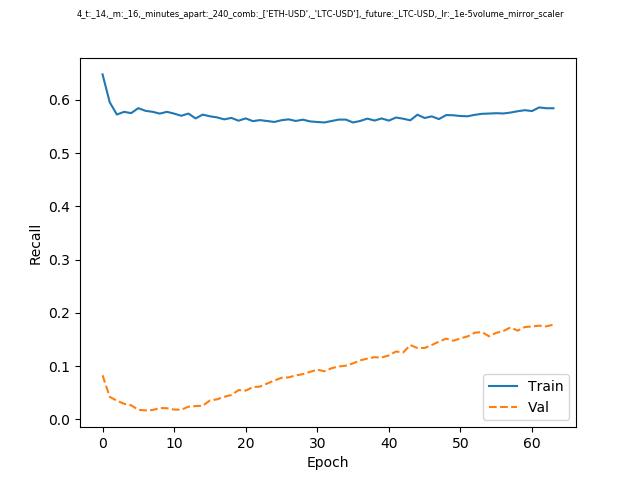 4_t:_14,_m:_16,_minutes_apart:_240_comb:_['ETH-USD',_'LTC-USD'],_future:_LTC-USD,_lr:_1e-5volume_mirror_scaler
0.6
0.5
0.4
0.3
0.2
0.1
0.0
Recall
0 10 20 30 40 50 60
Epoch
Train
Val